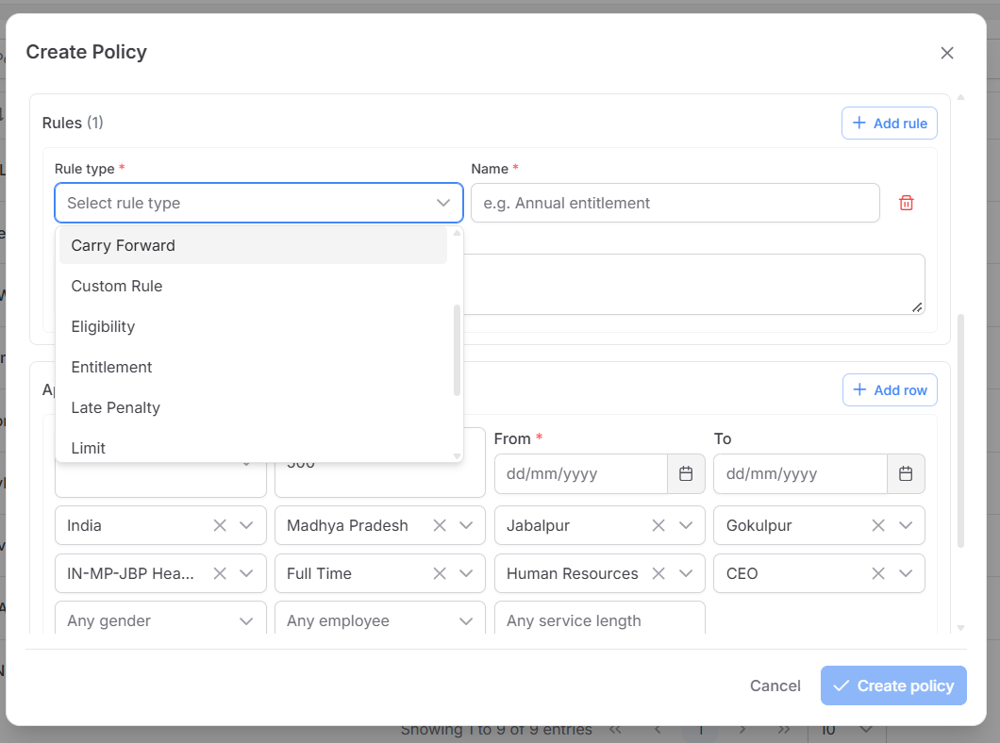 Create Policy
Rules (1)
Add rule
Rule type *
Name *
Select rule type
e.g. Annual entitlement
Carry Forward
Custom Rule
Eligibility
Entitlement
Late Penalty
Limit
Add row
From *
To
dd/mm/yyyy
dd/mm/yyyy
India
Madhya Pradesh
Jabalpur
Gokulpur
IN-MP-JBP Hea...
Full Time
Human Resources
CEO
Any gender
Any employee
Any service length
Cancel
Create policy
Showing 1 to 9 of 9 entries
1
10